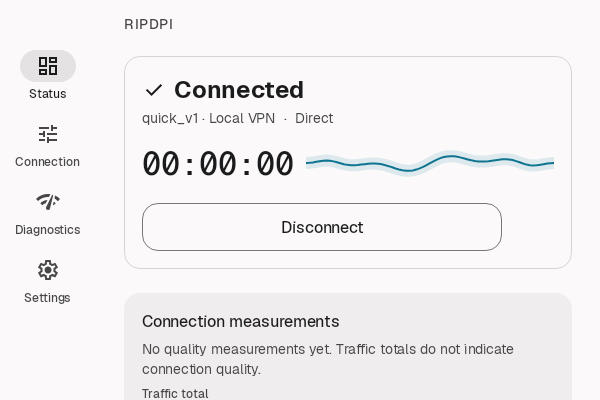 RIPDPI
Status
Connection
Diagnostics
Settings
Connected
quick_v1 · Local VPN · Direct
00:00:00
Disconnect
Connection measurements
No quality measurements yet. Traffic totals do not indicate
connection quality.
Traffic total